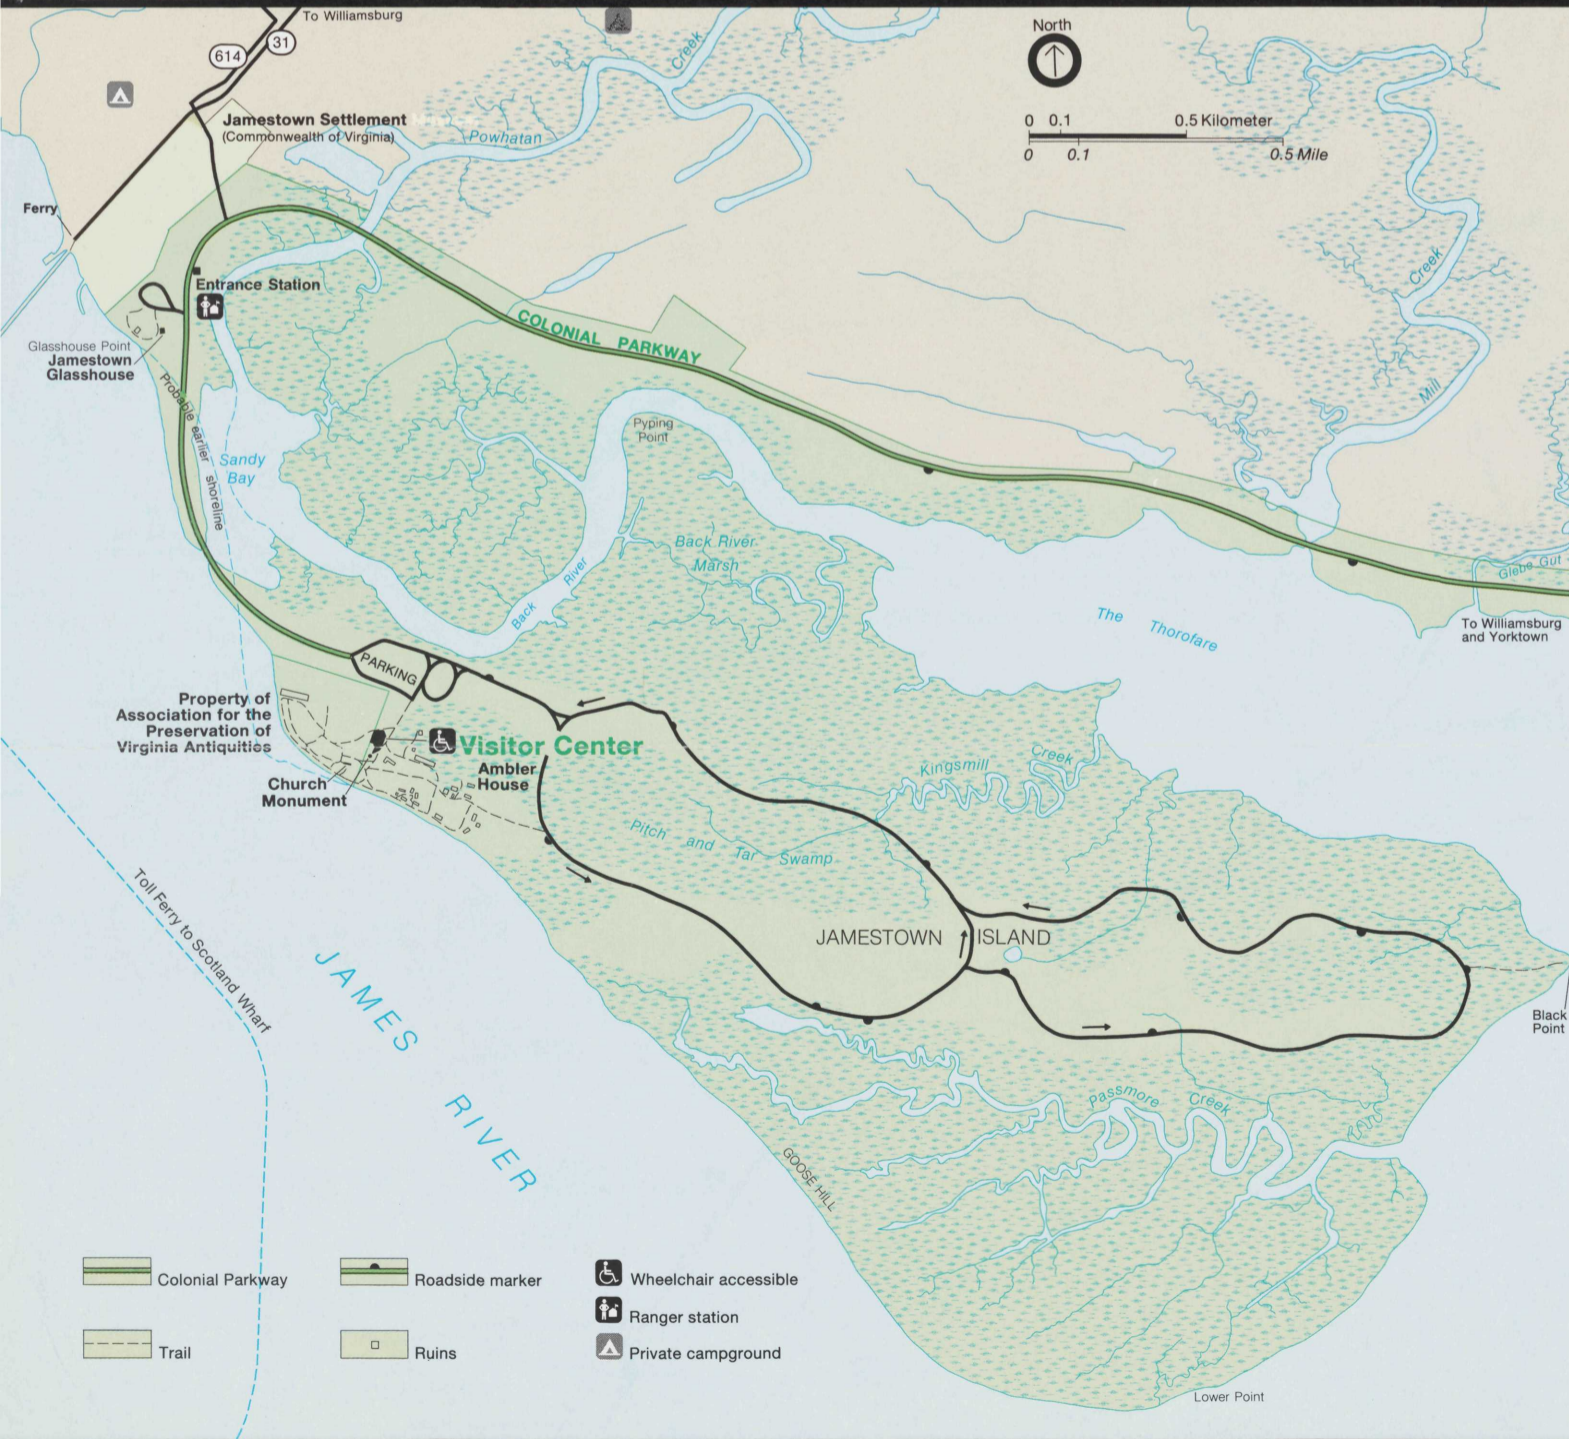 To Williamsburg
31
614
Creek
North
0 0.1 0.5 Kilometer
0 0.1 0.5 Mile
Jamestown Settlement
(Commonwealth of Virginia)
Powhatan
Ferry
Creek
Entrance Station
COLONIAL PARKWAY
Glasshouse Point
Jamestown
Glasshouse
Probable earlier shoreline
Mill
Pyping
Point
Sandy
Bay
Back River
Marsh
Back River
Glebe Gut
The Thorofare
To Williamsburg
and Yorktown
PARKING
Property of
Association for the
Preservation of
Virginia Antiquities
Visitor Center
Ambler
House
Church
Monument
Kingsmill Creek
Pitch and Tar Swamp
Toll Ferry to Scotland Wharf
JAMESTOWN ISLAND
JAMES RIVER
Black
Point
Passmore Creek
GOOSE HILL
Colonial Parkway
Roadside marker
Wheelchair accessible
Ranger station
Trail
Ruins
Private campground
Lower Point